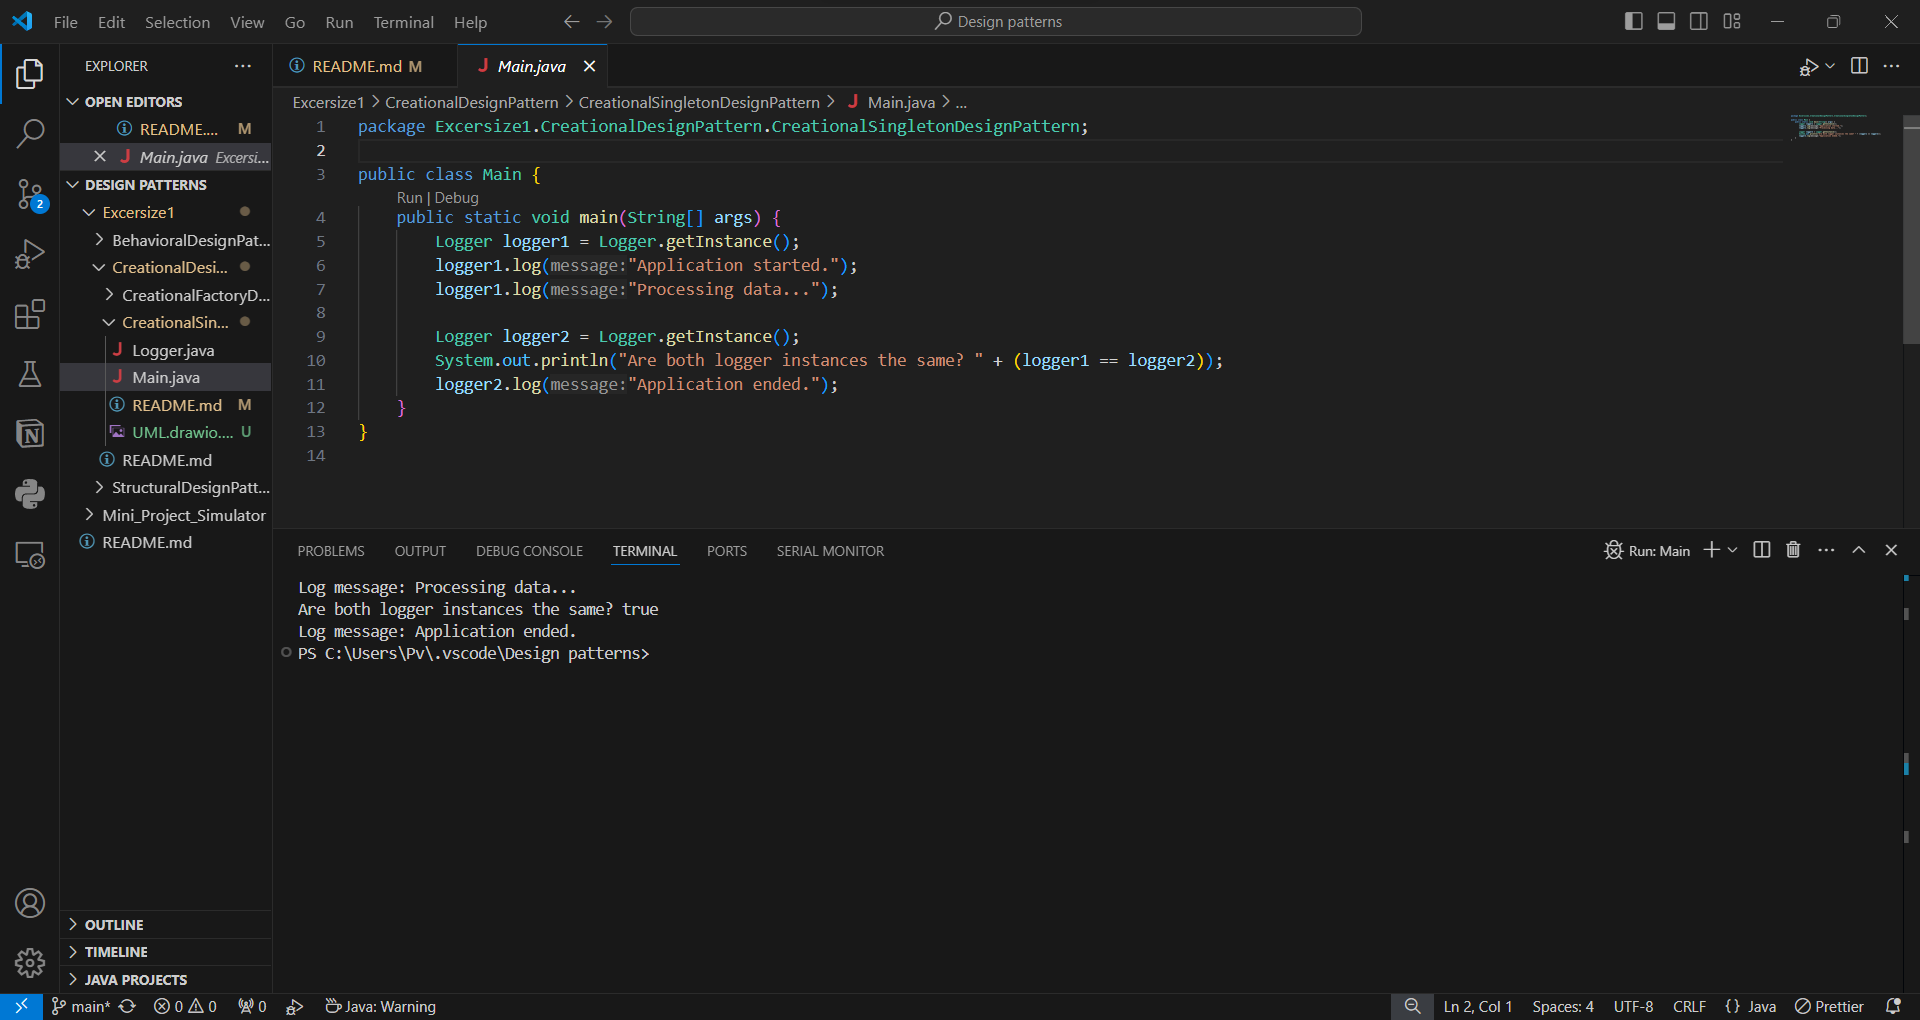 File Edit Selection View Go Run Terminal Help
Design patterns
EXPLORER
OPEN EDITORS
README.... M
Main.java Excersi...
DESIGN PATTERNS
Excersize1
BehavioralDesignPat...
CreationalDesi...
CreationalFactoryD...
CreationalSin...
Logger.java
Main.java
README.md M
UML.drawio.... U
README.md
StructuralDesignPatt...
Mini_Project_Simulator
README.md
OUTLINE
TIMELINE
JAVA PROJECTS
2
README.md M
Main.java
Excersize1 > CreationalDesignPattern > CreationalSingletonDesignPattern > Main.java > ...
1 package Excersize1.CreationalDesignPattern.CreationalSingletonDesignPattern;
2
3 public class Main {
Run | Debug
4 public static void main(String[] args) {
5 Logger logger1 = Logger.getInstance();
6 logger1.log(message:"Application started.");
7 logger1.log(message:"Processing data...");
8
9 Logger logger2 = Logger.getInstance();
10 System.out.println("Are both logger instances the same? " + (logger1 == logger2));
11 logger2.log(message:"Application ended.");
12 }
13 }
14
PROBLEMS OUTPUT DEBUG CONSOLE TERMINAL PORTS SERIAL MONITOR
Run: Main
Log message: Processing data...
Are both logger instances the same? true
Log message: Application ended.
PS C:\Users\Pv\.vscode\Design patterns>
main* 0 0 0 Java: Warning
Ln 2, Col 1 Spaces: 4 UTF-8 CRLF {} Java Prettier